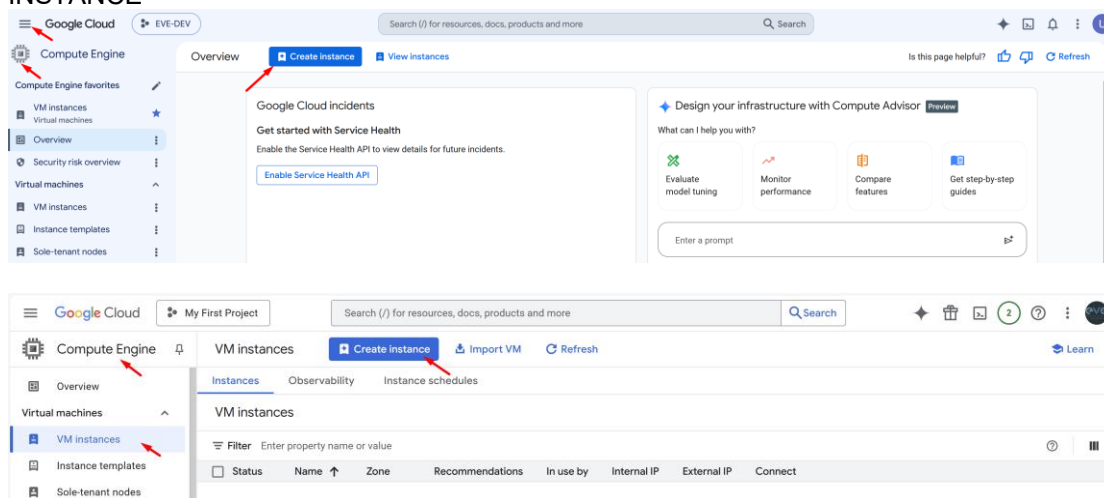 INSTANCE
Google Cloud EVE-DEV Search (/) for resources, docs, products and more Search
Compute Engine Overview Create instance View instances Is this page helpful? Refresh
Compute Engine favorites
VM instances
Virtual machines
Overview
Security risk overview
Virtual machines
VM instances
Instance templates
Sole-tenant nodes
Google Cloud incidents
Get started with Service Health
Enable the Service Health API to view details for future incidents.
Enable Service Health API
Design your infrastructure with Compute Advisor Preview
What can I help you with?
Evaluate model tuning
Monitor performance
Compare features
Get step-by-step guides
Enter a prompt
Google Cloud My First Project Search (/) for resources, docs, products and more Search 2
Compute Engine VM instances Create instance Import VM Refresh Learn
Overview
Virtual machines
VM instances
Instance templates
Sole-tenant nodes
Instances Observability Instance schedules
VM instances
Filter Enter property name or value
Status Name Zone Recommendations In use by Internal IP External IP Connect